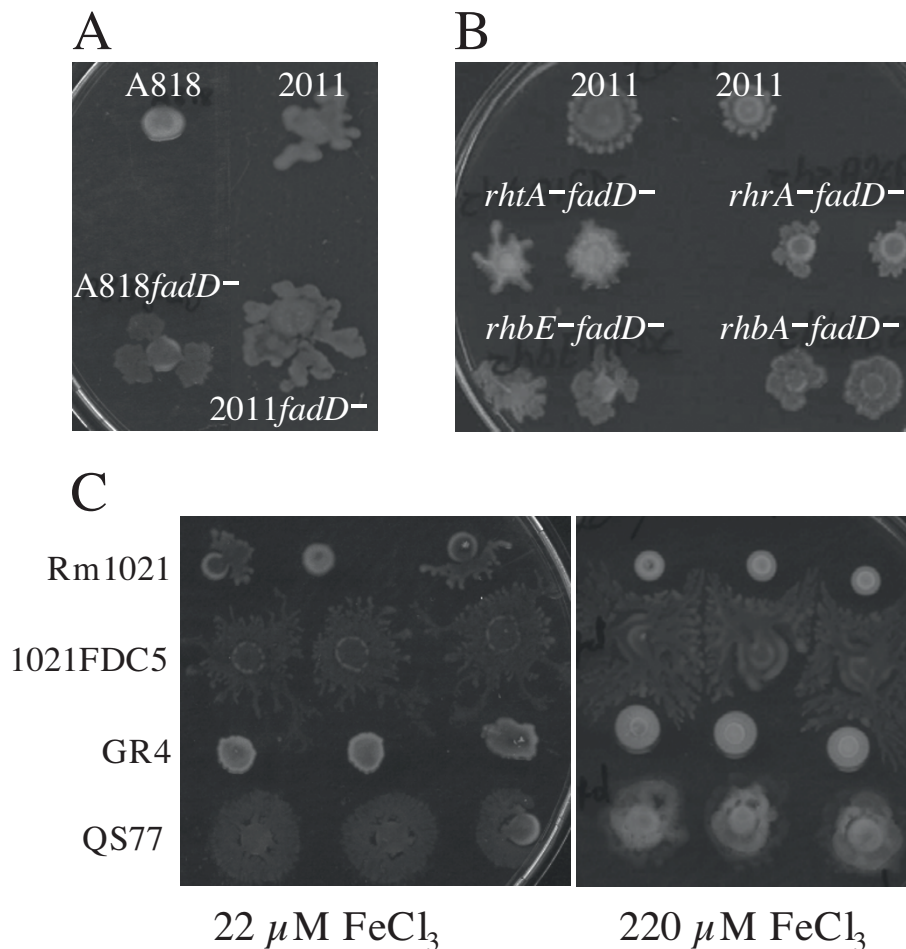 A
B
A818 2011
2011 2011
rhtA−fadD− rhrA−fadD−
A818fadD−
rhbE−fadD− rhbA−fadD−
2011fadD−
C
Rm1021
1021FDC5
GR4
QS77
22 µM FeCl₃ 220 µM FeCl₃